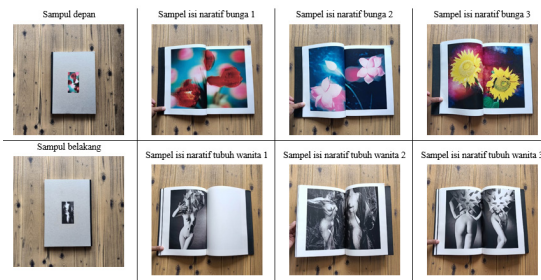 Sampul depan
Sampel isi naratif bunga 1
Sampel isi naratif bunga 2
Sampel isi naratif bunga 3
Sampul belakang
Sampel isi naratif tubuh wanita 1
Sampel isi naratif tubuh wanita 2
Sampel isi naratif tubuh wanita 3